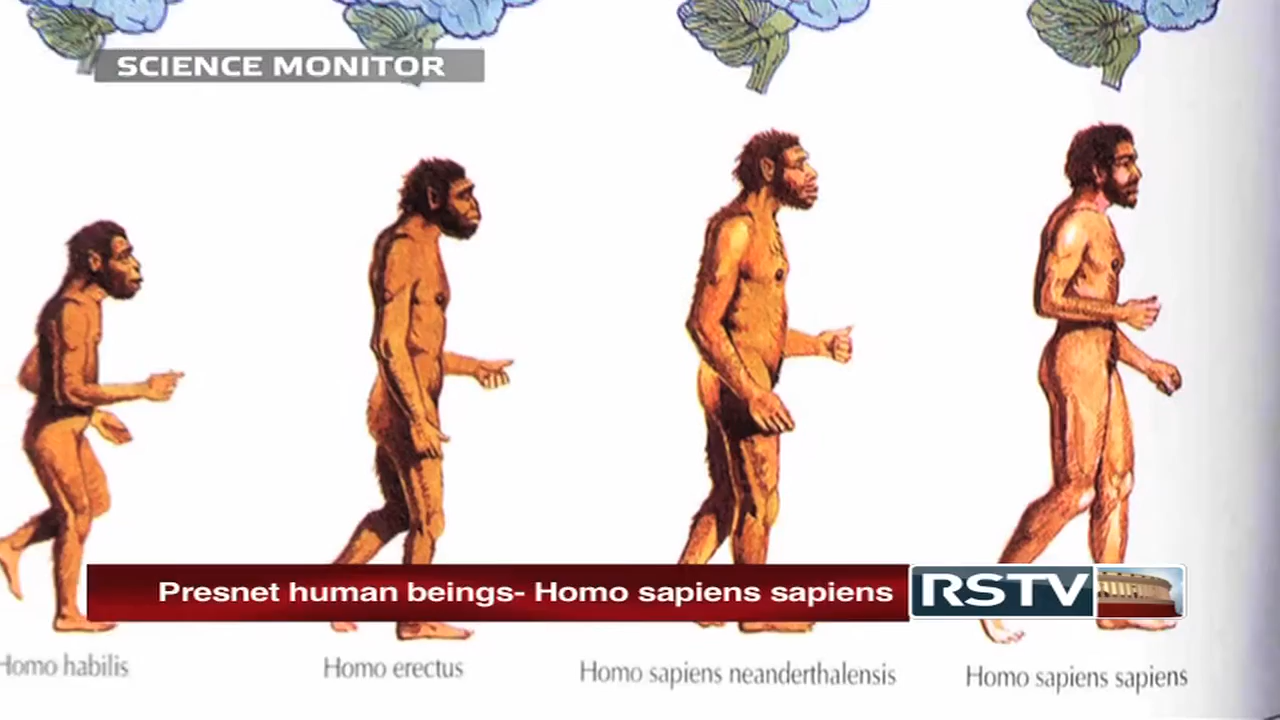 SCIENCE MONITOR
Presnet human beings- Homo sapiens sapiens
RSTV
Homo habilis
Homo erectus
Homo sapiens neanderthalensis
Homo sapiens sapiens